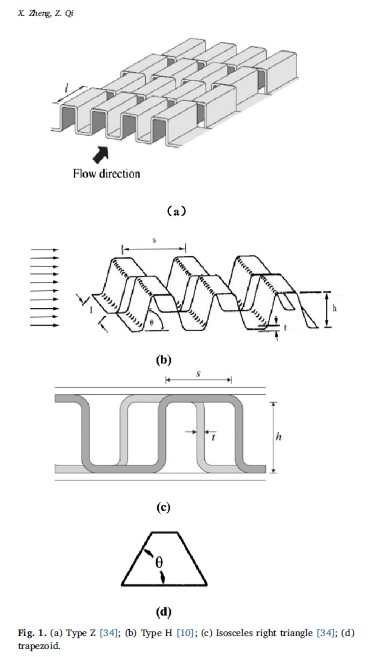 X. Zheng, Z. Qi
l
Flow direction
(a)
s
l
θ
t
h
(b)
s
t
h
(c)
θ
(d)
Fig. 1. (a) Type Z [34]; (b) Type H [10]; (c) Isosceles right triangle [34]; (d)
trapezoid.